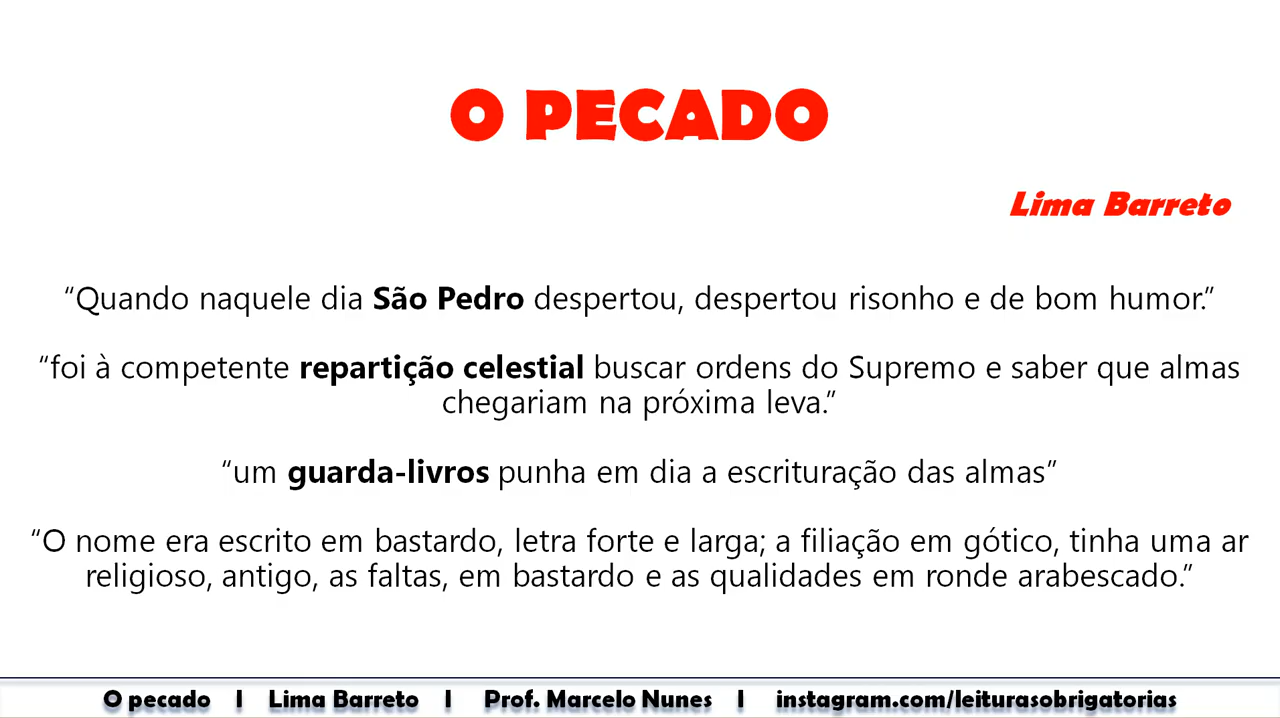 O PECADO
Lima Barreto
“Quando naquele dia São Pedro despertou, despertou risonho e de bom humor.”
“foi à competente repartição celestial buscar ordens do Supremo e saber que almas
chegariam na próxima leva.”
“um guarda-livros punha em dia a escrituração das almas”
“O nome era escrito em bastardo, letra forte e larga; a filiação em gótico, tinha uma ar
religioso, antigo, as faltas, em bastardo e as qualidades em ronde arabescado.”
O pecado I Lima Barreto I Prof. Marcelo Nunes I instagram.com/leiturasobrigatorias